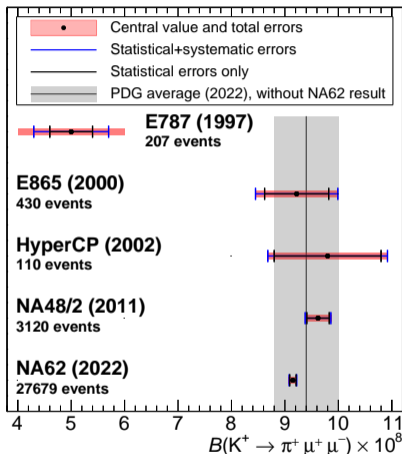 Central value and total errors
Statistical+systematic errors
Statistical errors only
PDG average (2022), without NA62 result
E787 (1997)
207 events
E865 (2000)
430 events
HyperCP (2002)
110 events
NA48/2 (2011)
3120 events
NA62 (2022)
27679 events
4 5 6 7 8 9 10 11
B(K⁺ → π⁺ μ⁺ μ⁻) × 10⁸